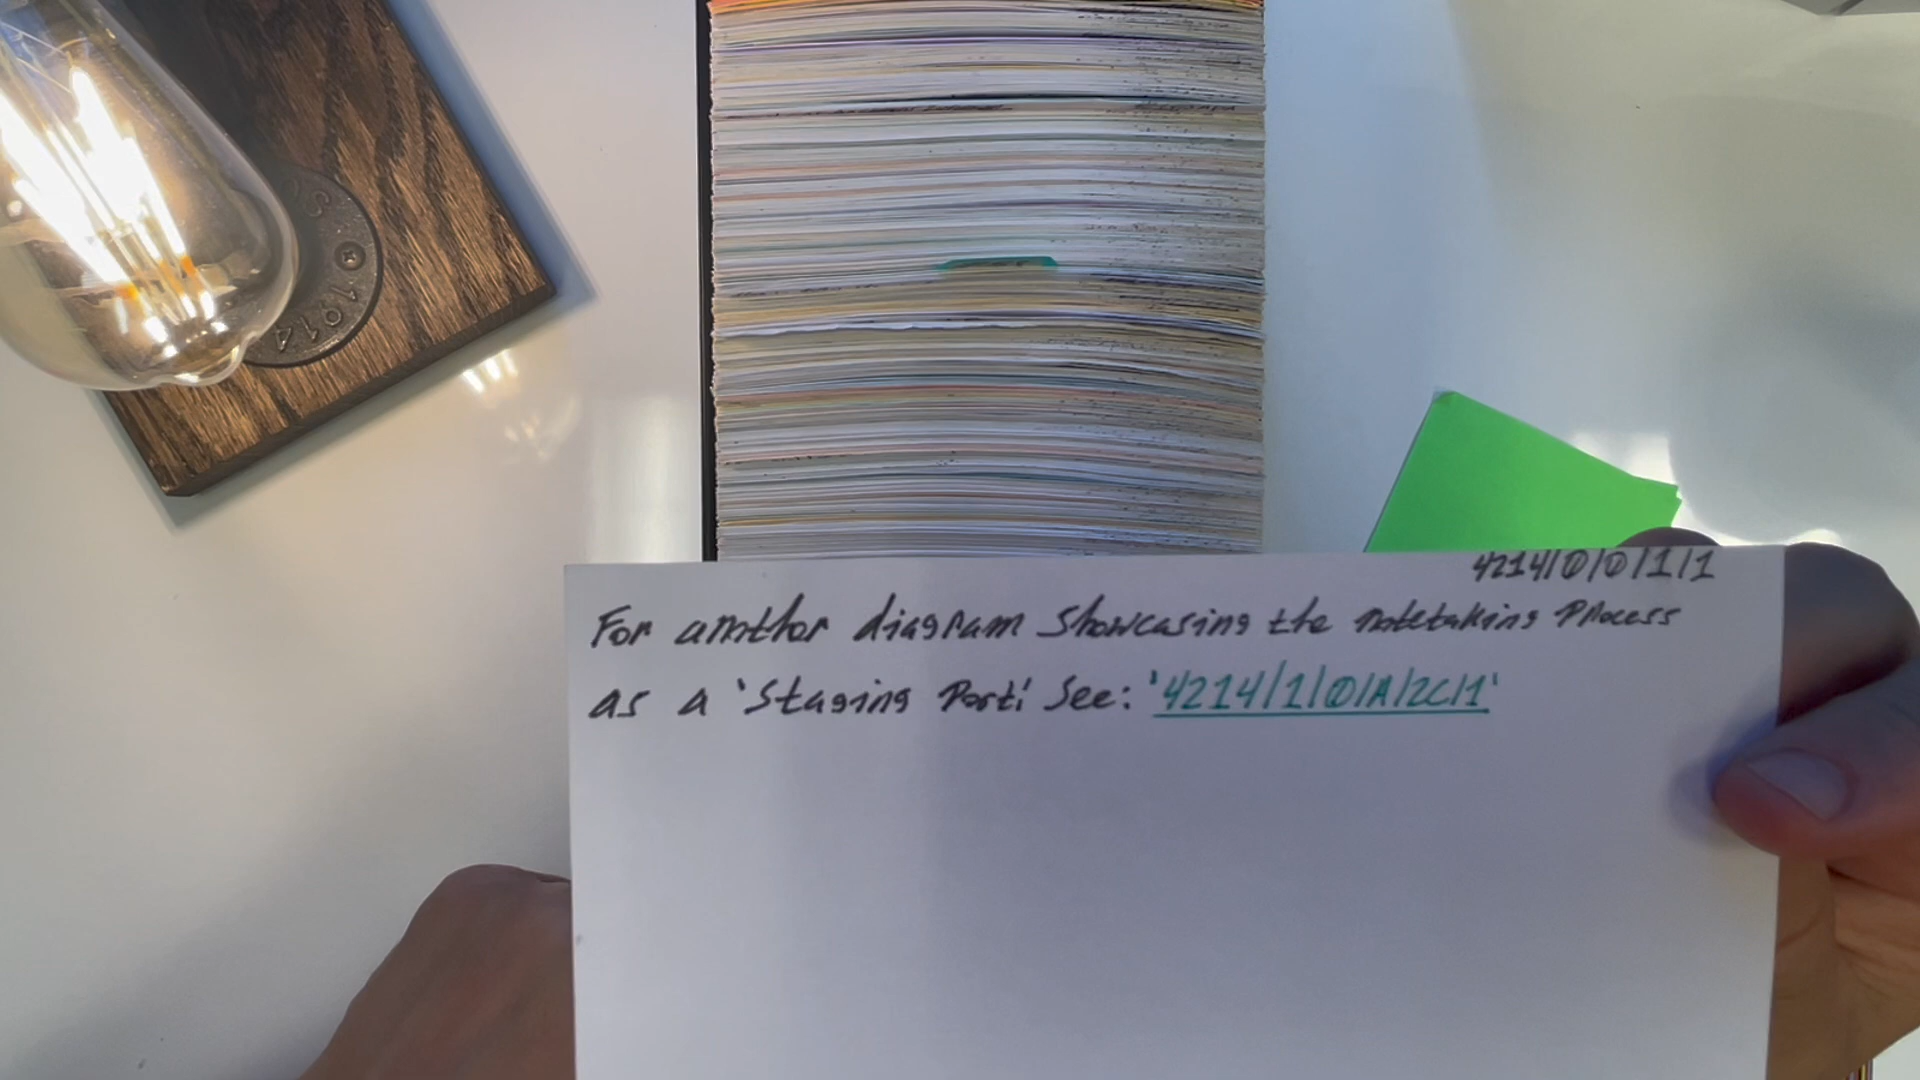 1914
4214/0/0/1/1
For another diagram showcasing the notetaking process
as a 'Staging Port.' See: '4214/1/0/A/2C/1'